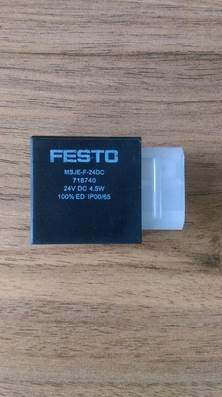 FESTO
MSJE-F-24DC
718740
24V DC 4.5W
100% ED IP00/65